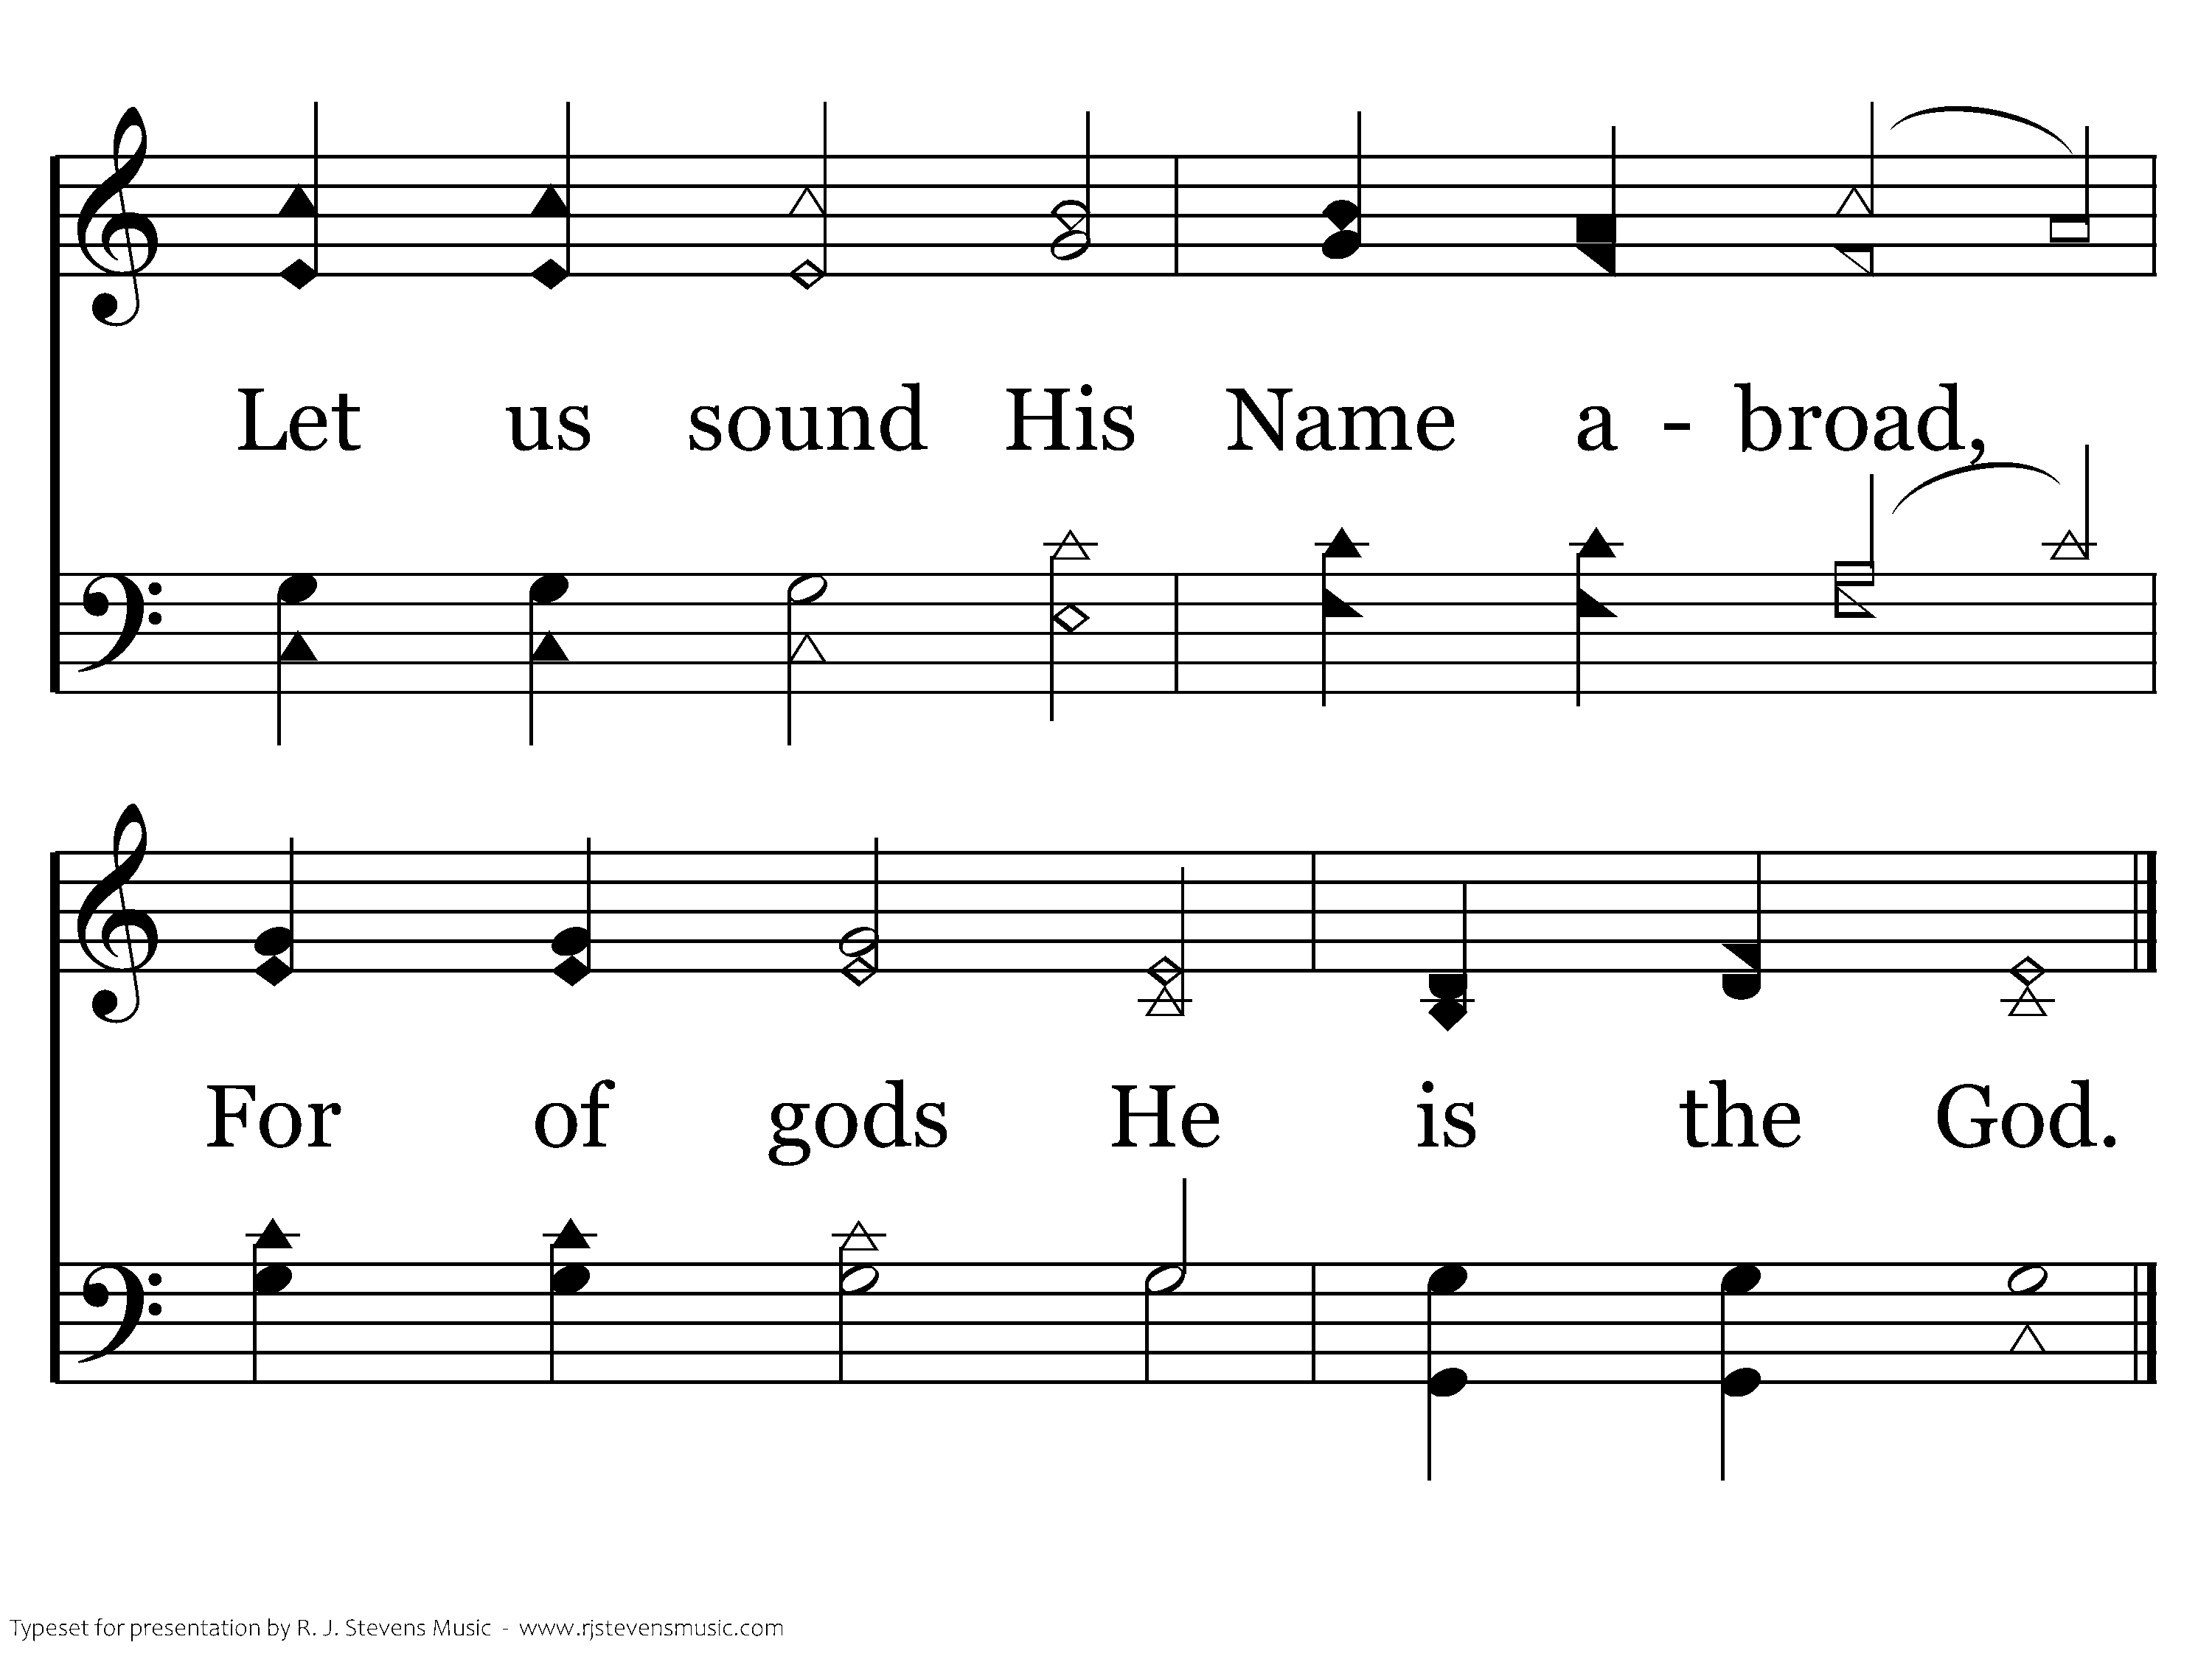 Let us sound His Name a - broad,
For of gods He is the God.
Typeset for presentation by R. J. Stevens Music - www.rjstevensmusic.com